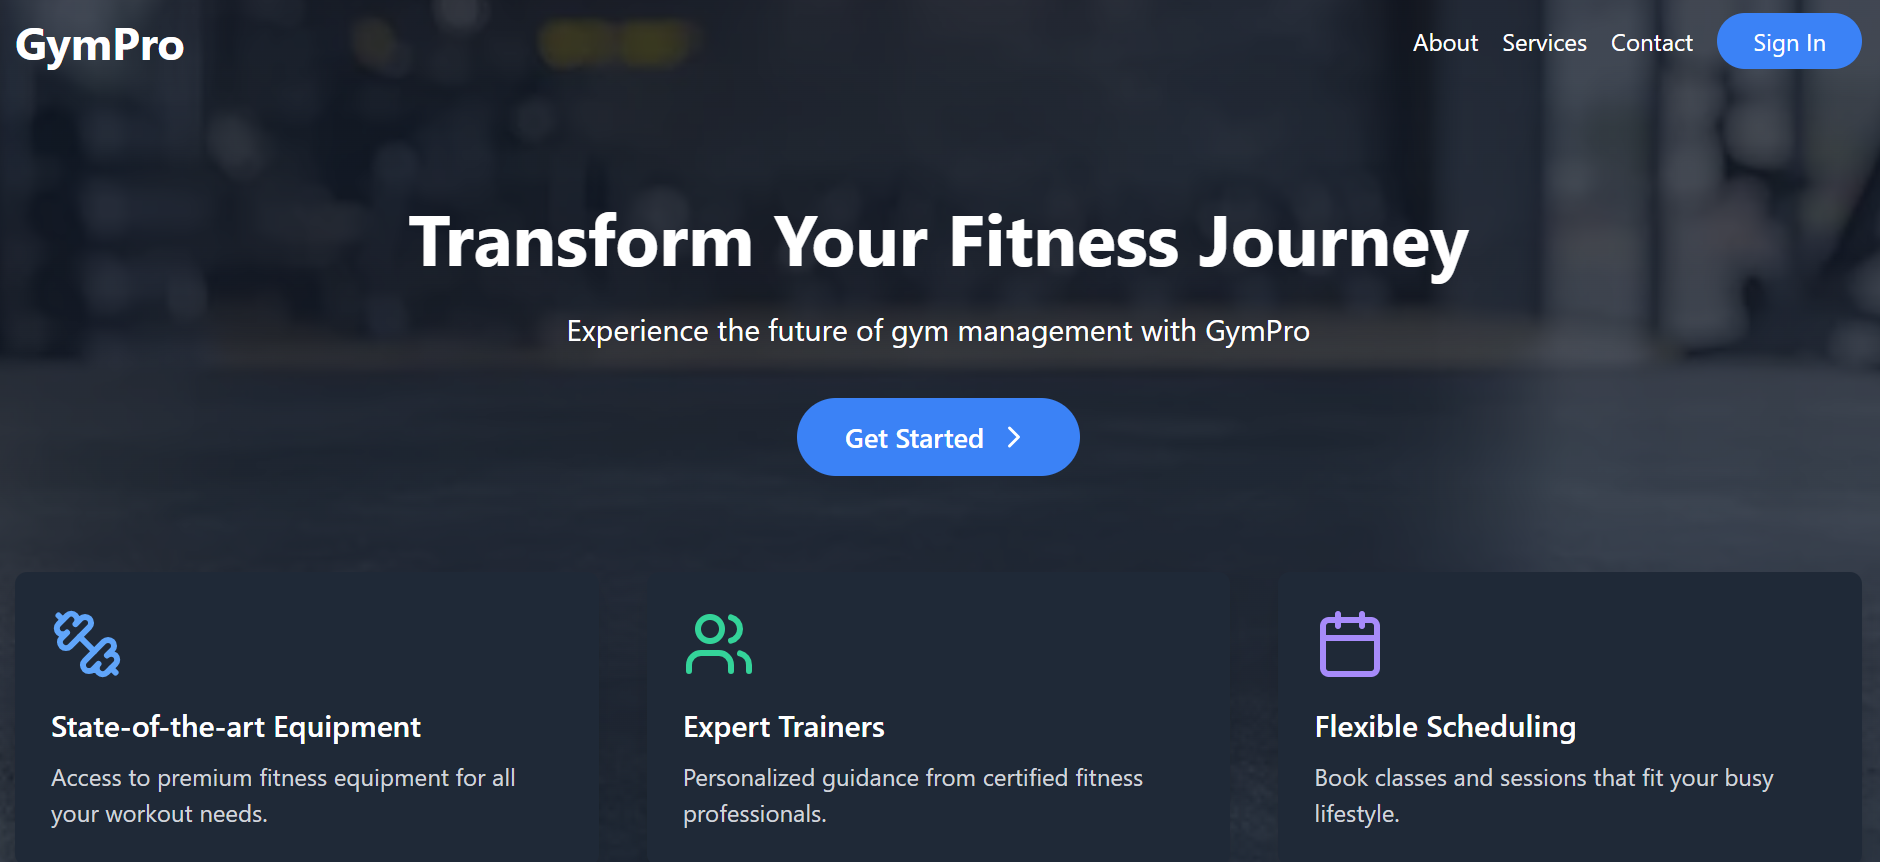 GymPro
About
Services
Contact
Sign In
Transform Your Fitness Journey
Experience the future of gym management with GymPro
Get Started
State-of-the-art Equipment
Access to premium fitness equipment for all
your workout needs.
Expert Trainers
Personalized guidance from certified fitness
professionals.
Flexible Scheduling
Book classes and sessions that fit your busy
lifestyle.